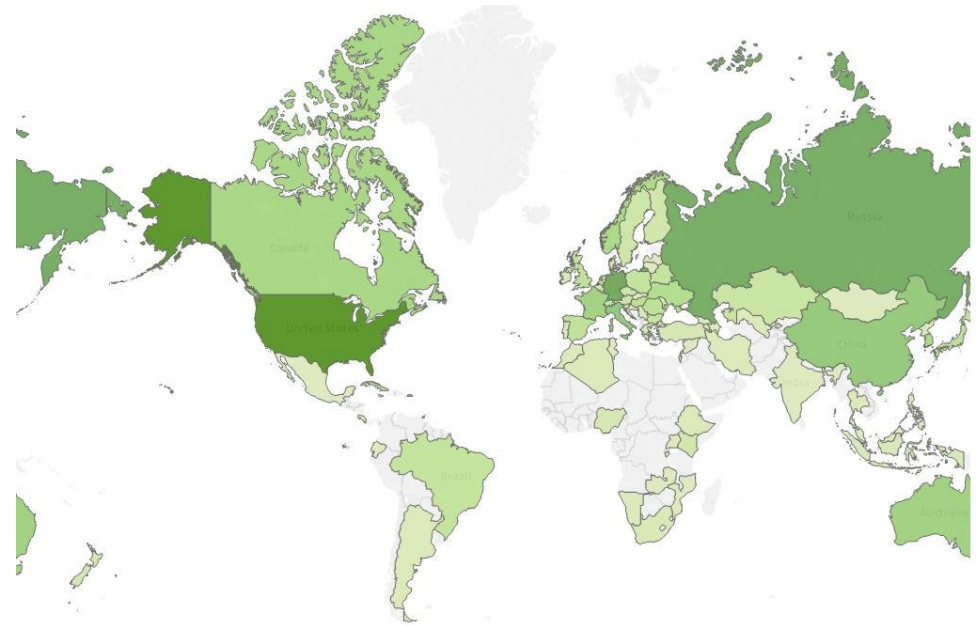 Russia
Canada
United States
China
India
Brazil
Australia